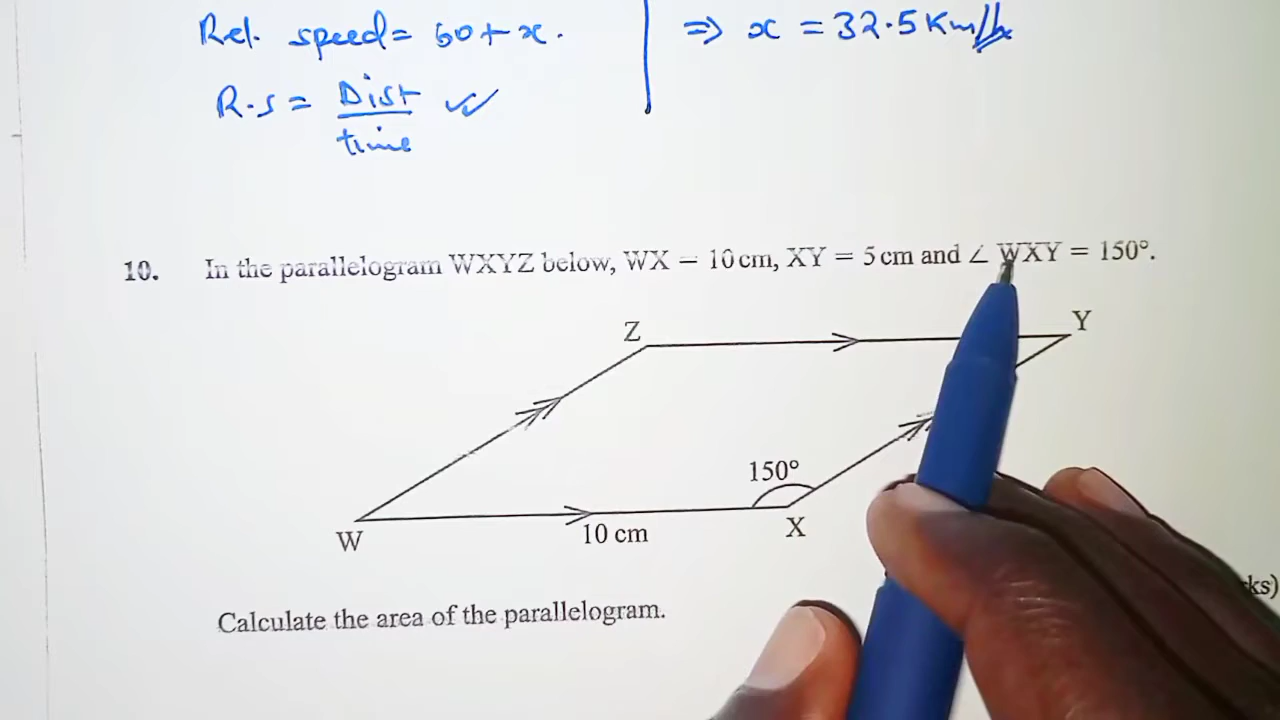 Rel. speed = 60 + x.
⇒ x = 32.5 Km/hr
R.S = Dist
time
10. In the parallelogram WXYZ below, WX = 10 cm, XY = 5 cm and ∠ WXY = 150°.
Z
Y
150°
W
10 cm
X
Calculate the area of the parallelogram.